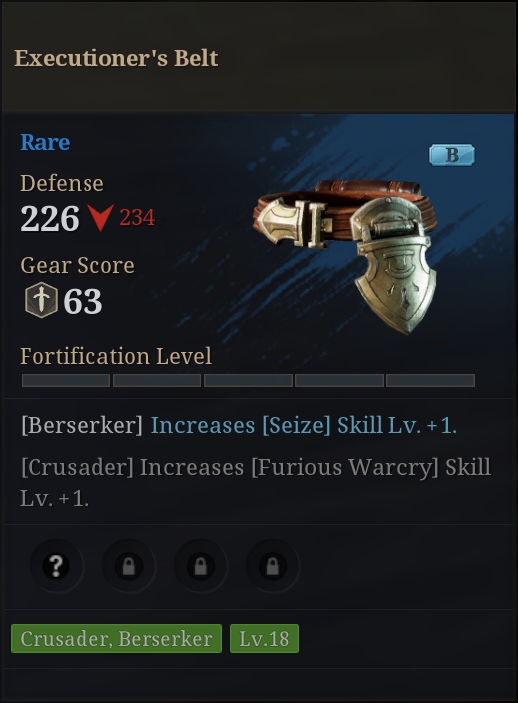 Executioner's Belt
Rare
B
Defense
226 234
Gear Score
63
Fortification Level
[Berserker] Increases [Seize] Skill Lv. +1.
[Crusader] Increases [Furious Warcry] Skill
Lv. +1.
?
Crusader, Berserker Lv.18